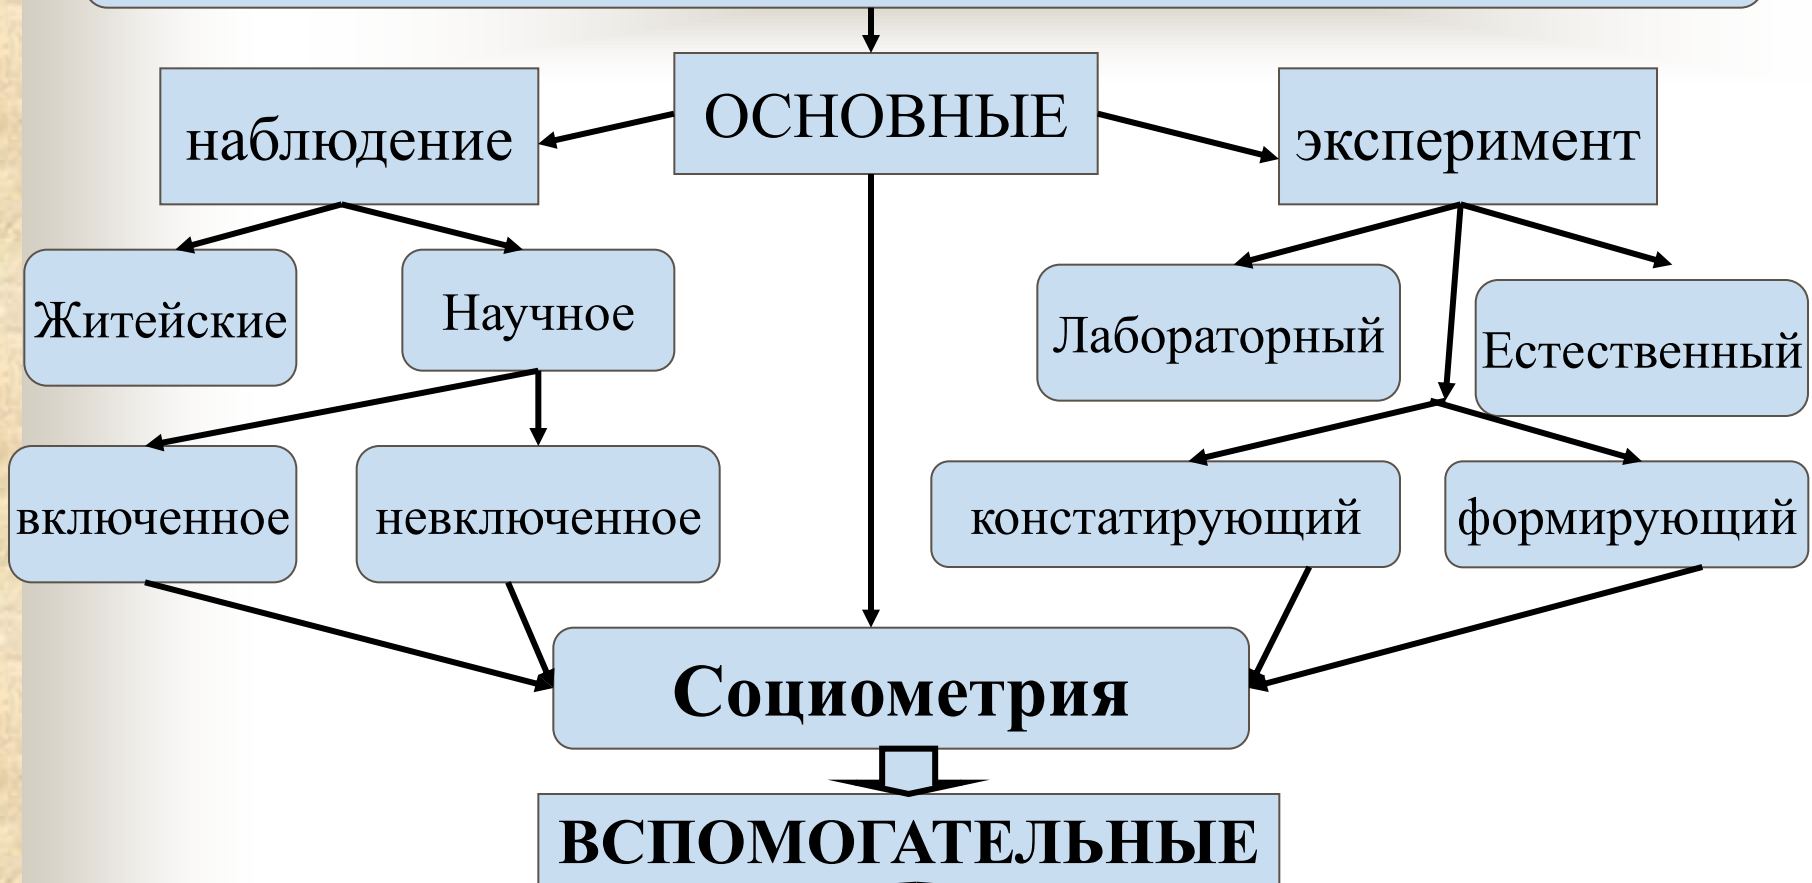 ОСНОВНЫЕ
наблюдение
эксперимент
Житейские
Научное
Лабораторный
Естественный
включенное
невключенное
констатирующий
формирующий
Социометрия
ВСПОМОГАТЕЛЬНЫЕ